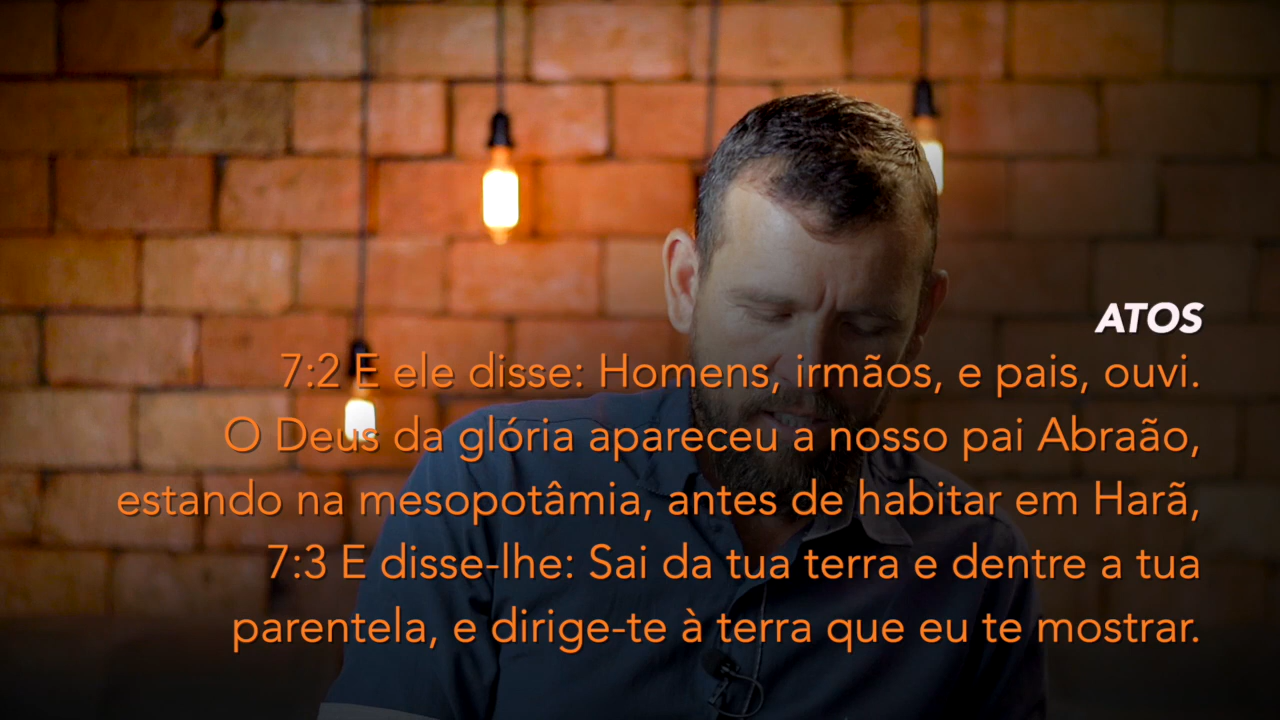 ATOS
7:2 E ele disse: Homens, irmãos, e pais, ouvi.
O Deus da glória apareceu a nosso pai Abraão,
estando na mesopotâmia, antes de habitar em Harã,
7:3 E disse-lhe: Sai da tua terra e dentre a tua
parentela, e dirige-te à terra que eu te mostrar.